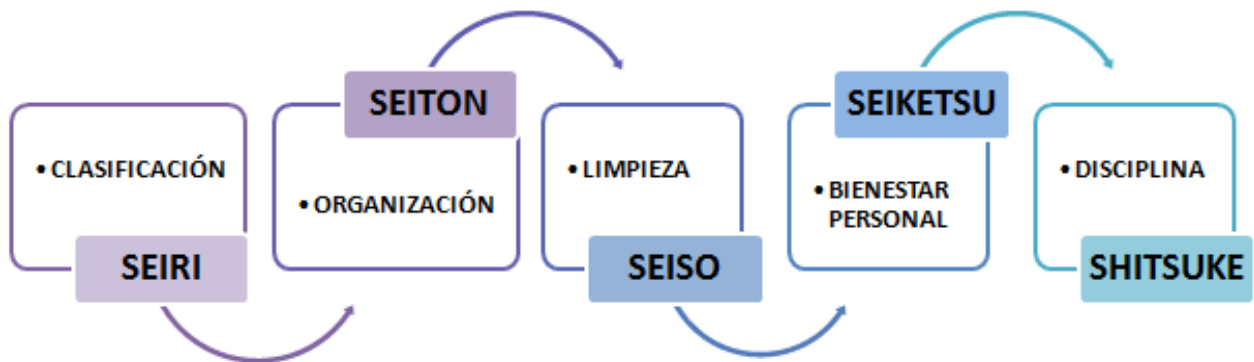 • CLASIFICACIÓN
SEIRI
SEITON
• ORGANIZACIÓN
• LIMPIEZA
SEISO
SEIKETSU
• BIENESTAR
PERSONAL
• DISCIPLINA
SHITSUKE